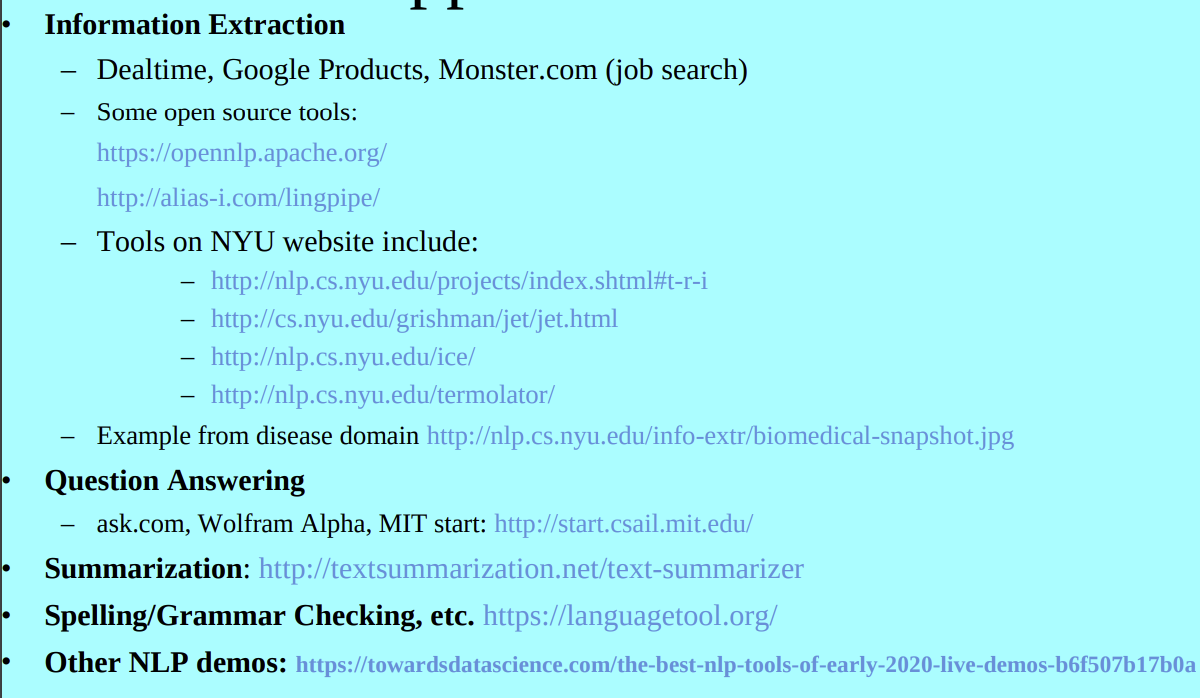 • Information Extraction
– Dealtime, Google Products, Monster.com (job search)
– Some open source tools:
https://opennlp.apache.org/
http://alias-i.com/lingpipe/
– Tools on NYU website include:
– http://nlp.cs.nyu.edu/projects/index.shtml#t-r-i
– http://cs.nyu.edu/grishman/jet/jet.html
– http://nlp.cs.nyu.edu/ice/
– http://nlp.cs.nyu.edu/termolator/
– Example from disease domain http://nlp.cs.nyu.edu/info-extr/biomedical-snapshot.jpg
• Question Answering
– ask.com, Wolfram Alpha, MIT start: http://start.csail.mit.edu/
• Summarization: http://textsummarization.net/text-summarizer
• Spelling/Grammar Checking, etc. https://languagetool.org/
• Other NLP demos: https://towardsdatascience.com/the-best-nlp-tools-of-early-2020-live-demos-b6f507b17b0a